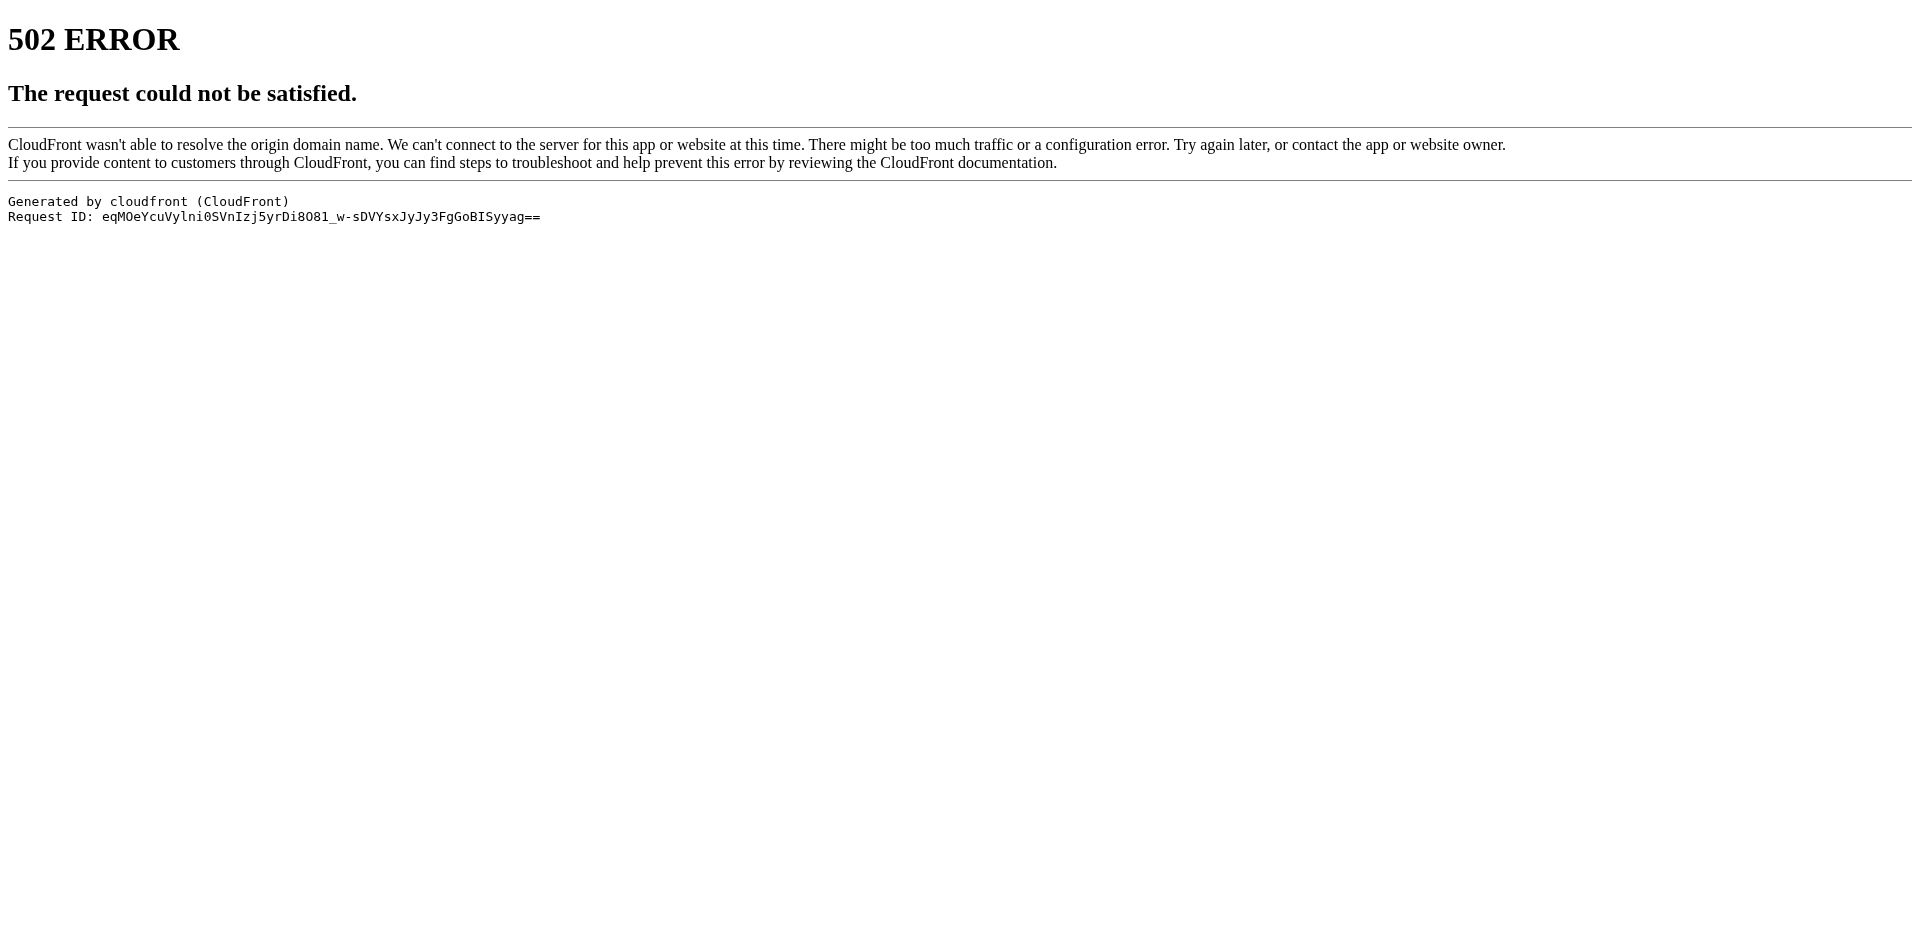 502 ERROR
The request could not be satisfied.
CloudFront wasn't able to resolve the origin domain name. We can't connect to the server for this app or website at this time. There might be too much traffic or a configuration error. Try again later, or contact the app or website owner.
If you provide content to customers through CloudFront, you can find steps to troubleshoot and help prevent this error by reviewing the CloudFront documentation.
Generated by cloudfront (CloudFront)
Request ID: eqMOeYcuVylni0SVnIzj5yrDi8O81_w-sDVYsxJyJy3FgGoBISyyag==